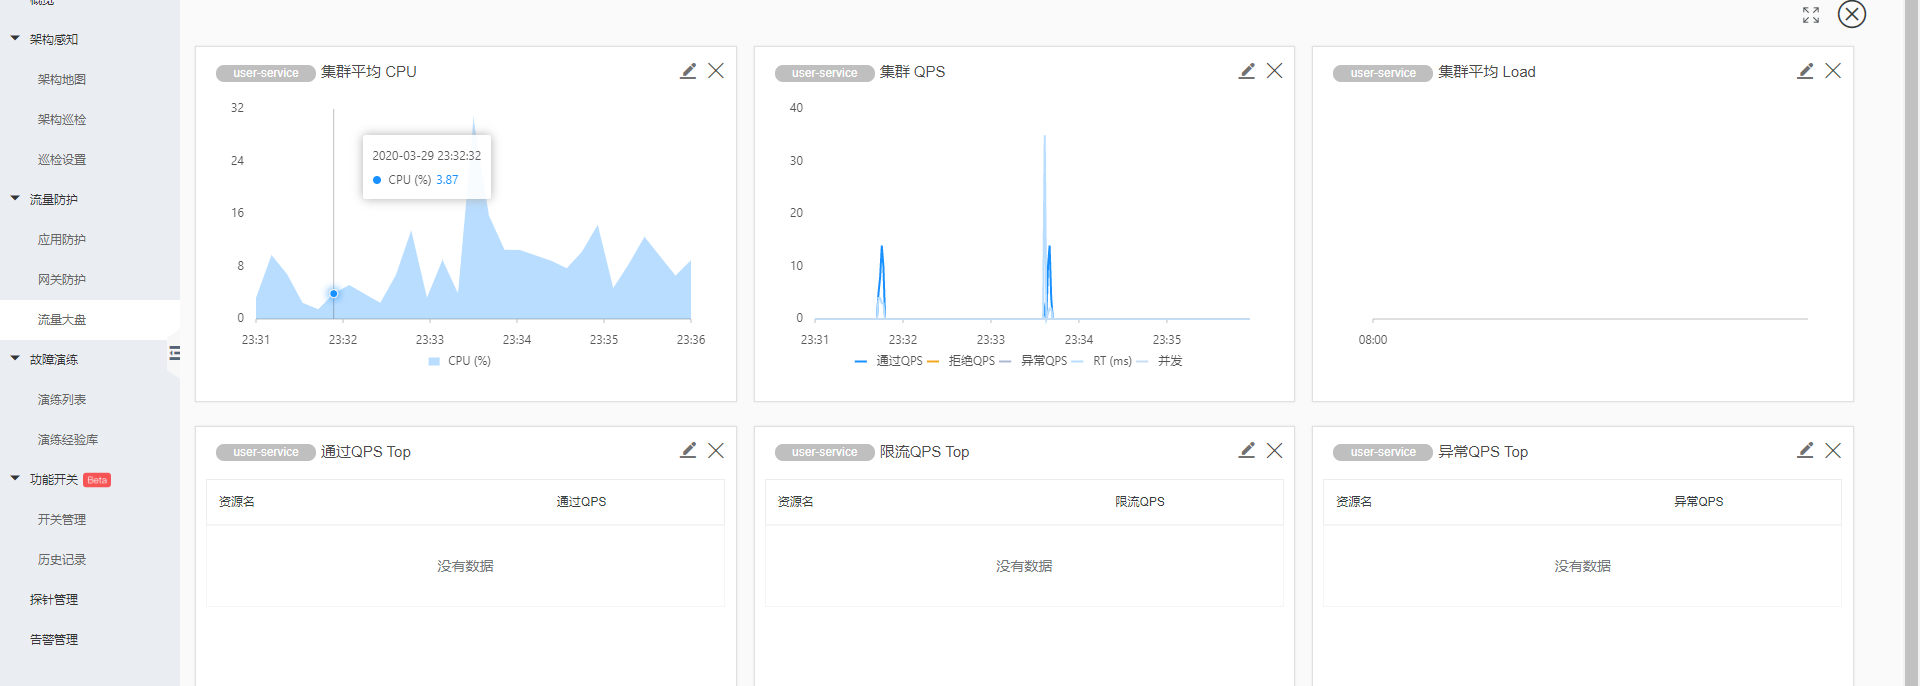 概览
架构感知
架构地图
架构巡检
巡检设置
流量防护
应用防护
网关防护
流量大盘
故障演练
演练列表
演练经验库
功能开关 Beta
开关管理
历史记录
探针管理
告警管理
user-service 集群平均 CPU
32
24
16
8
0
2020-03-29 23:32:32
CPU (%) 3.87
23:31 23:32 23:33 23:34 23:35 23:36
CPU (%)
user-service 集群 QPS
40
30
20
10
0
23:31 23:32 23:33 23:34 23:35
通过QPS 拒绝QPS 异常QPS RT (ms) 并发
user-service 集群平均 Load
08:00
user-service 通过QPS Top
资源名 通过QPS
没有数据
user-service 限流QPS Top
资源名 限流QPS
没有数据
user-service 异常QPS Top
资源名 异常QPS
没有数据